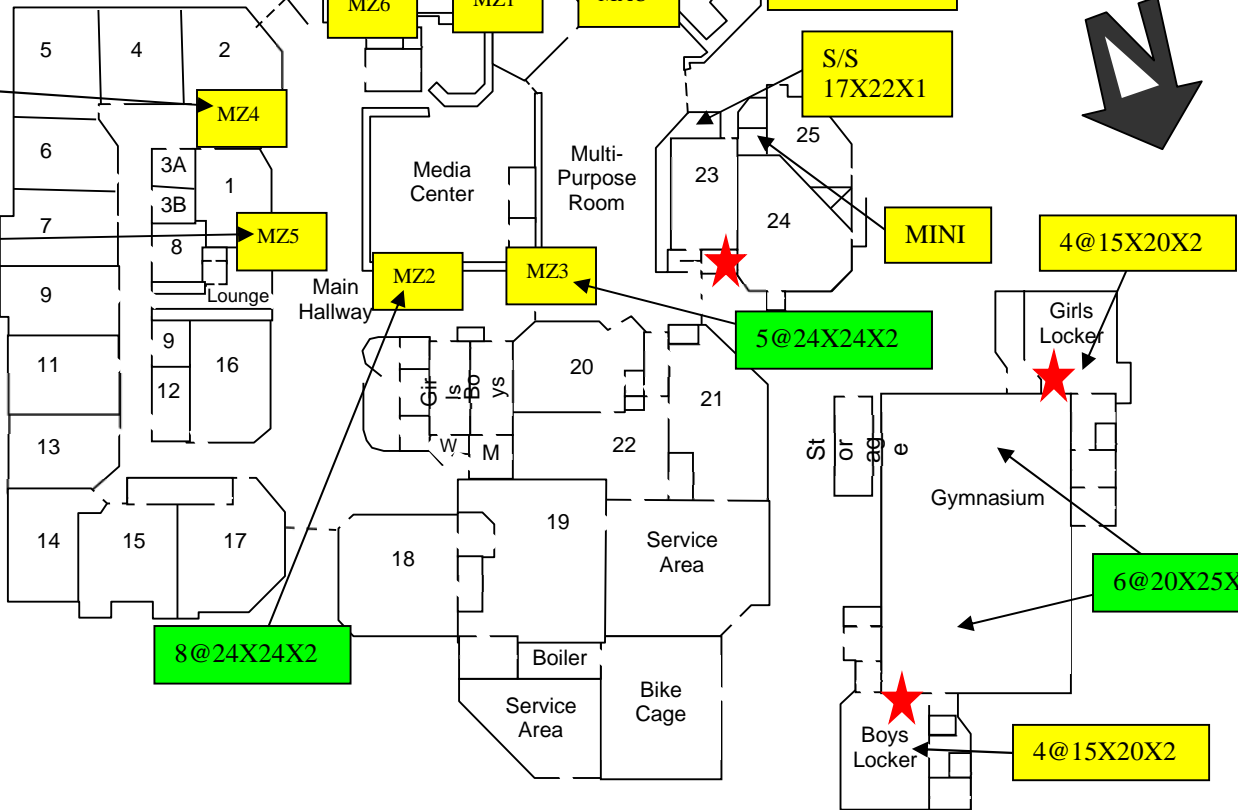 MZ6
MZ1
S/S
17X22X1
5
4
2
MZ4
25
6
3A
1
Media
Center
Multi-
Purpose
Room
23
3B
7
8
MZ5
24
MINI
4@15X20X2
9
Lounge
Main
Hallway
MZ2
MZ3
Girls
Locker
5@24X24X2
11
9
16
20
12
Gir
ls
Bo
ys
21
13
W
M
22
St
or
ag
e
Gymnasium
14
15
17
18
19
Service
Area
6@20X25X
8@24X24X2
Boiler
Service
Area
Bike
Cage
Boys
Locker
4@15X20X2